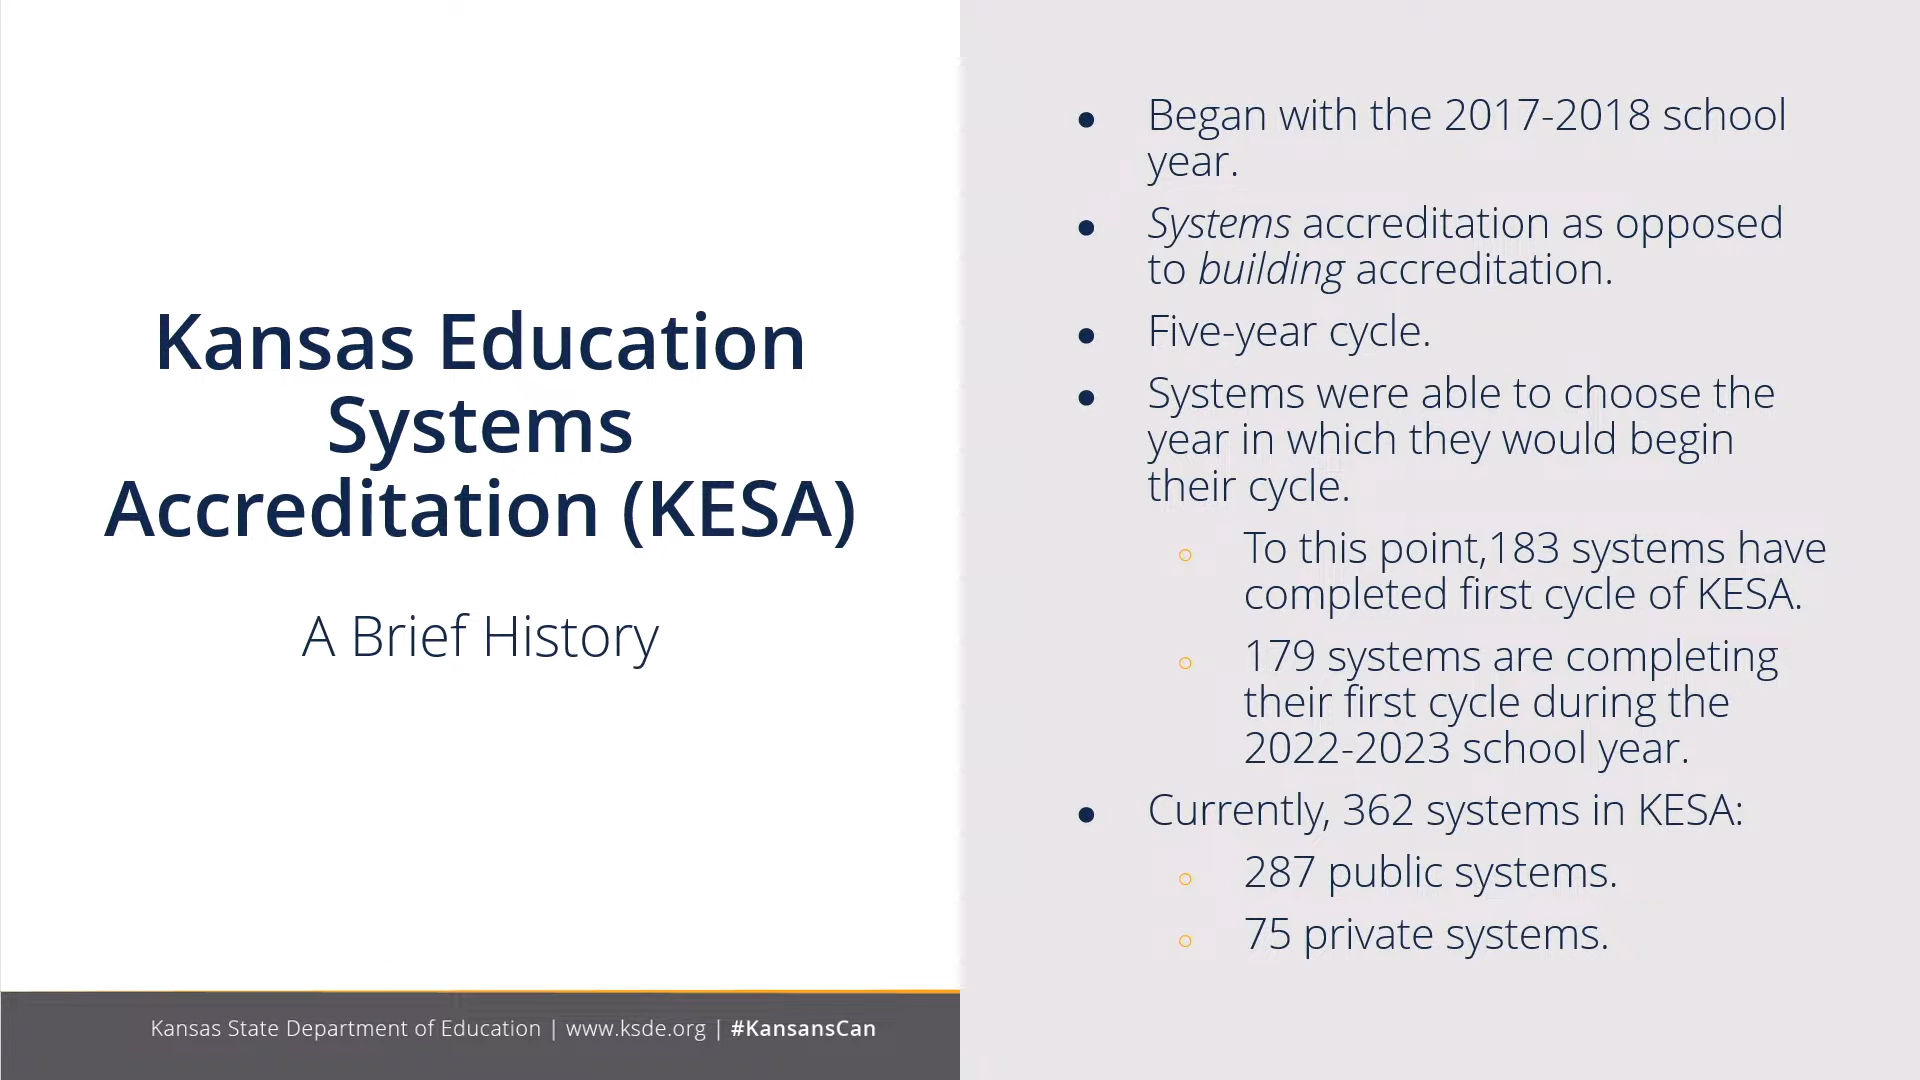 Kansas Education
Systems
Accreditation (KESA)
A Brief History
Kansas State Department of Education | www.ksde.org | #KansansCan
• Began with the 2017-2018 school
year.
• Systems accreditation as opposed
to building accreditation.
• Five-year cycle.
• Systems were able to choose the
year in which they would begin
their cycle.
○ To this point,183 systems have
completed first cycle of KESA.
○ 179 systems are completing
their first cycle during the
2022-2023 school year.
• Currently, 362 systems in KESA:
○ 287 public systems.
○ 75 private systems.